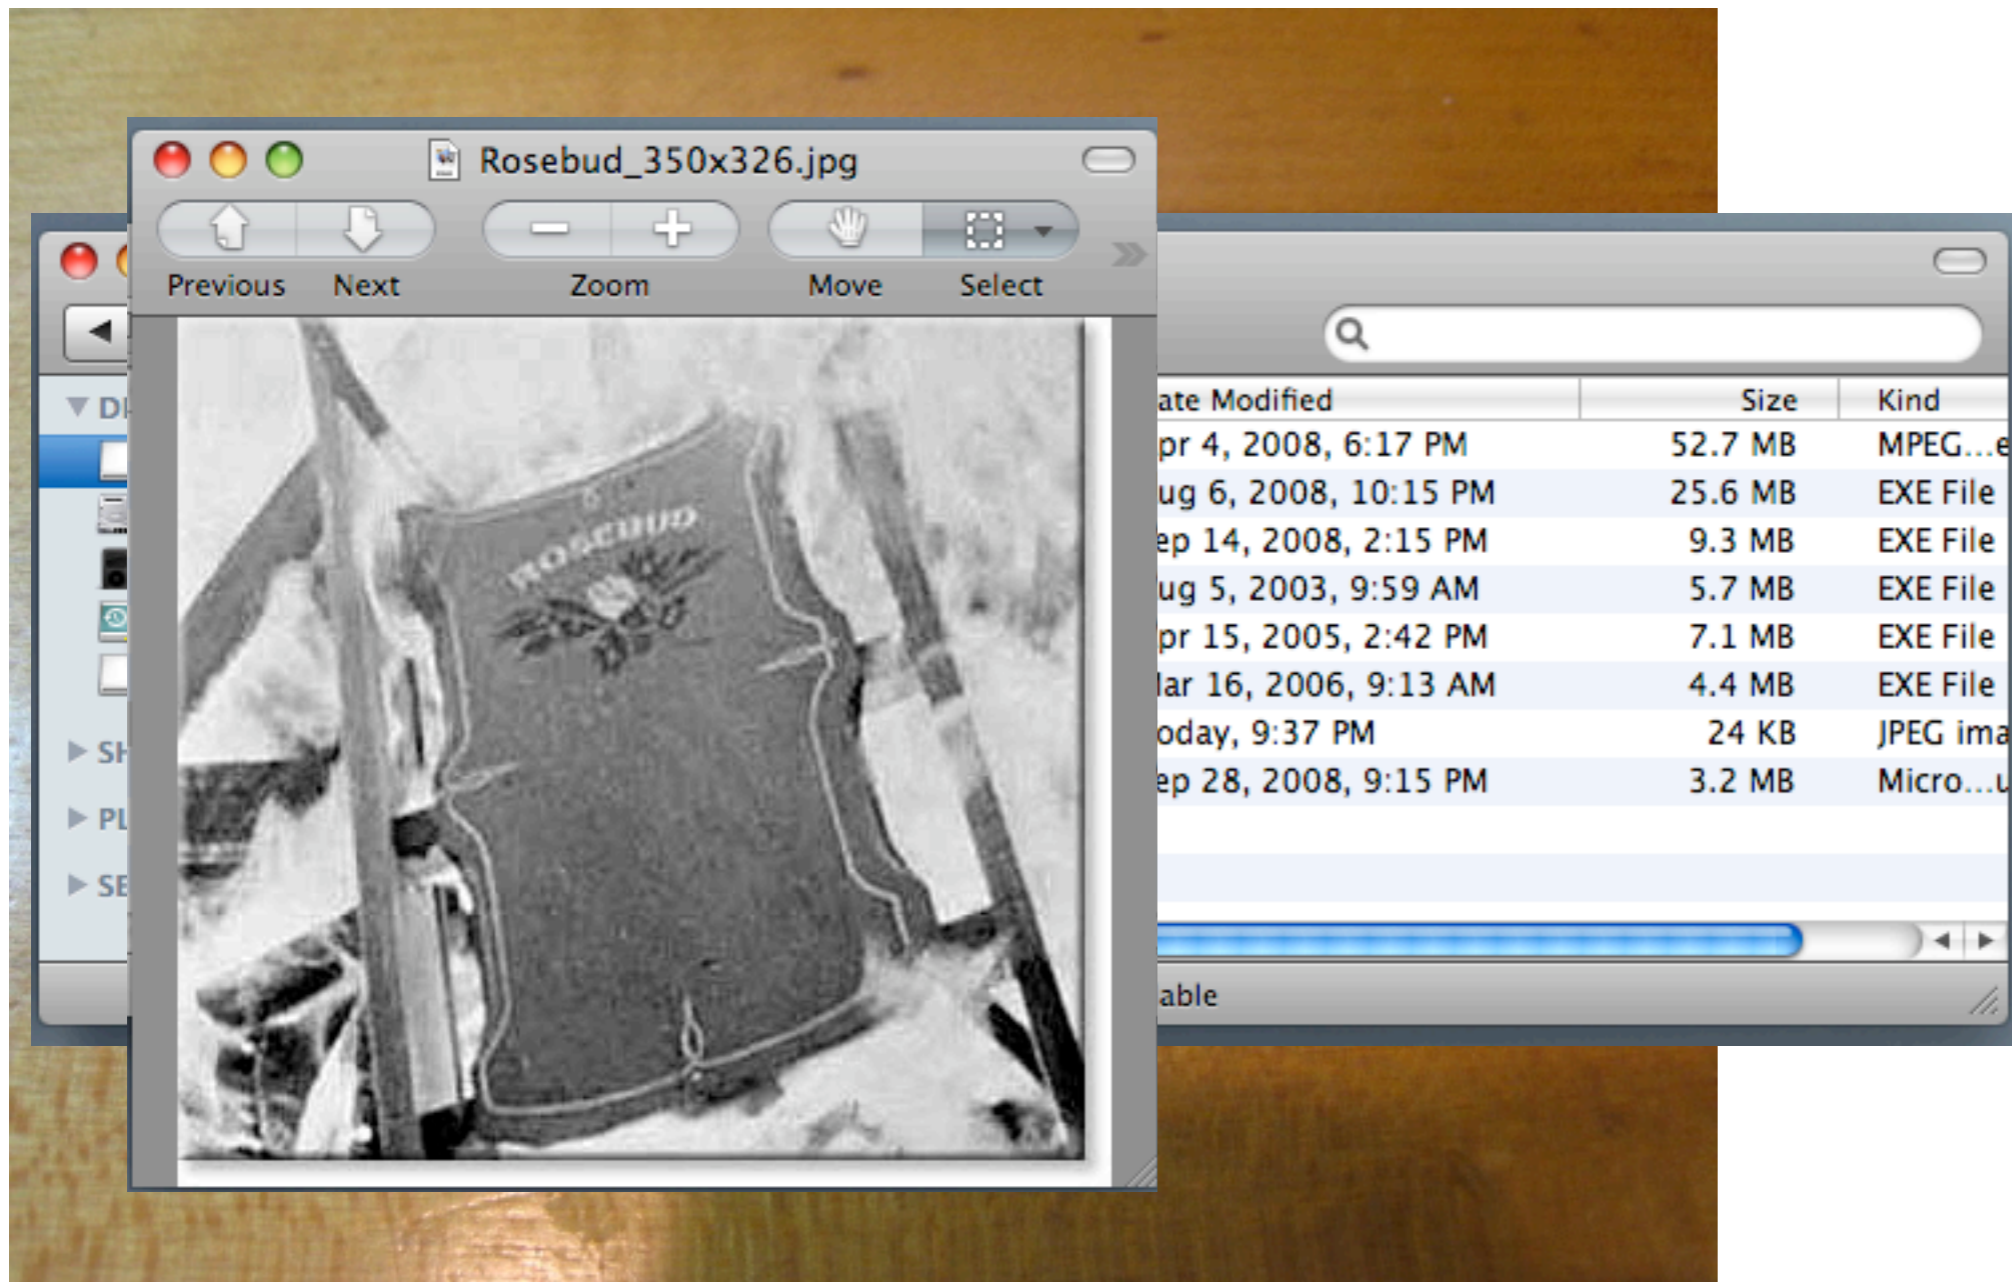 Rosebud_350x326.jpg
Previous Next Zoom Move Select
ROSEBUD
DI
SH
PL
SE
ate Modified Size Kind
pr 4, 2008, 6:17 PM 52.7 MB MPEG...e
ug 6, 2008, 10:15 PM 25.6 MB EXE File
ep 14, 2008, 2:15 PM 9.3 MB EXE File
ug 5, 2003, 9:59 AM 5.7 MB EXE File
pr 15, 2005, 2:42 PM 7.1 MB EXE File
lar 16, 2006, 9:13 AM 4.4 MB EXE File
oday, 9:37 PM 24 KB JPEG ima
ep 28, 2008, 9:15 PM 3.2 MB Micro...u
able